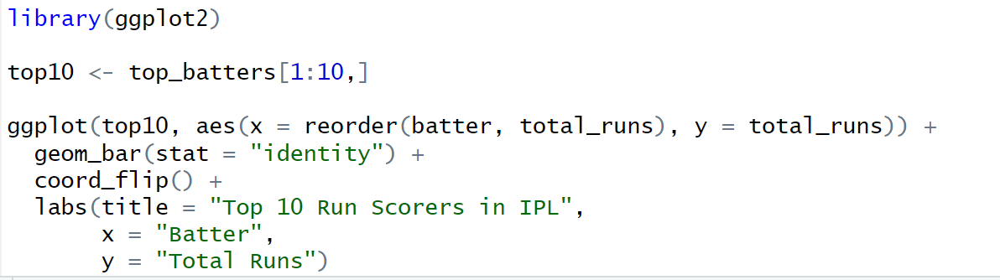 library(ggplot2)
top10 <- top_batters[1:10,]
ggplot(top10, aes(x = reorder(batter, total_runs), y = total_runs)) +
  geom_bar(stat = "identity") +
  coord_flip() +
  labs(title = "Top 10 Run Scorers in IPL",
       x = "Batter",
       y = "Total Runs")